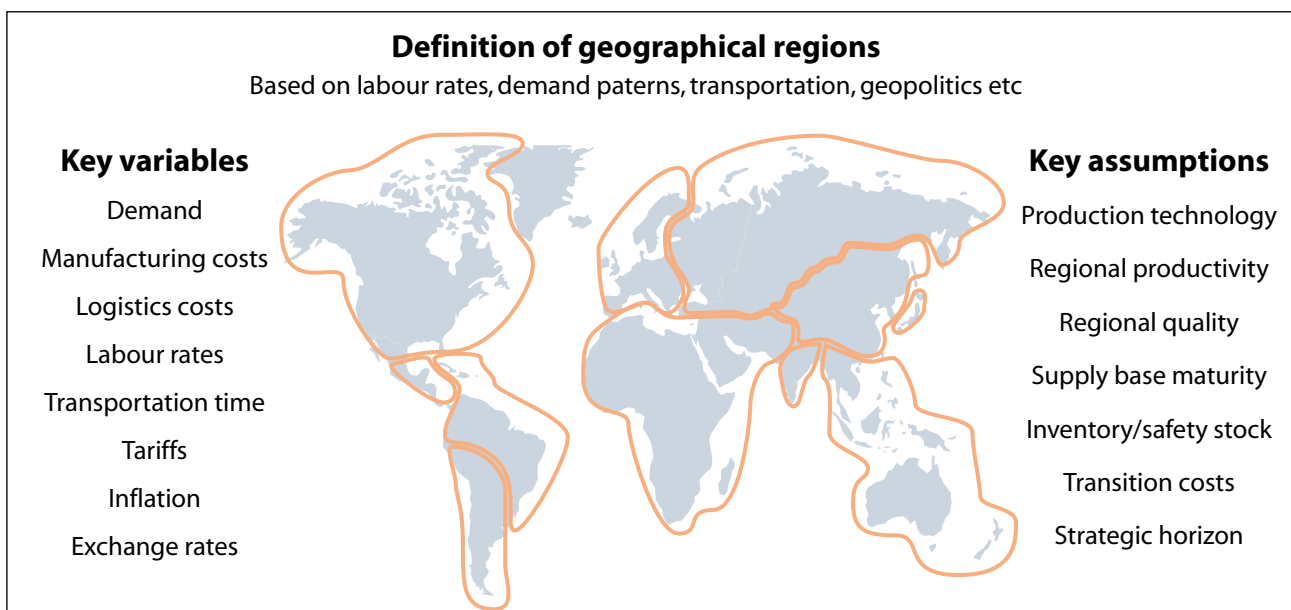 Definition of geographical regions
Based on labour rates, demand paterns, transportation, geopolitics etc
Key variables
Demand
Manufacturing costs
Logistics costs
Labour rates
Transportation time
Tariffs
Inflation
Exchange rates
Key assumptions
Production technology
Regional productivity
Regional quality
Supply base maturity
Inventory/safety stock
Transition costs
Strategic horizon